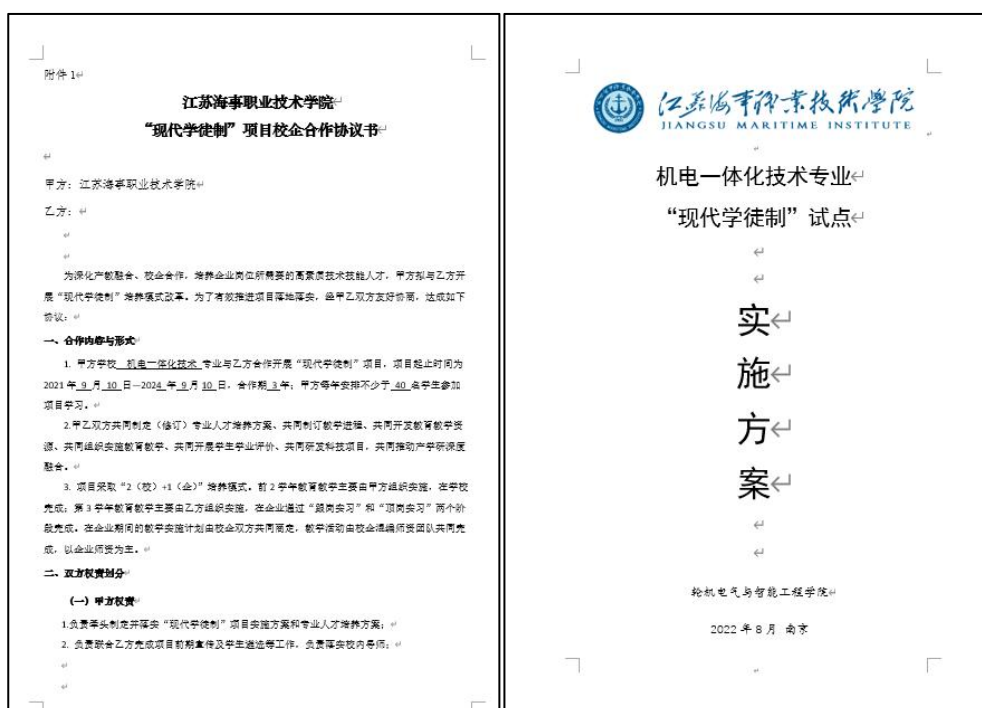 附件 1
江苏海事职业技术学院
“现代学徒制”项目校企合作协议书
甲方：江苏海事职业技术学院
乙方：
为深化产教融合、校企合作，培养企业岗位所需要的高素质技术技能人才，甲方拟与乙方开
展“现代学徒制”培养模式改革。为了有效推进项目落地落实，经甲乙双方友好协商，达成如下
协议：
一、合作内容与形式
1. 甲方学校 机电一体化技术 专业与乙方合作开展“现代学徒制”项目，项目起止时间为
2021 年 9 月 10 日—2024 年 9 月 10 日，合作期 3 年；甲方每年安排不少于 40 名学生参加
项目学习。
2.甲乙双方共同制定（修订）专业人才培养方案、共同制订教学进程、共同开发教育教学资
源、共同组织实施教育教学、共同开展学生学业评价、共同研发科技项目，共同推动产学研深度
融合。
3. 项目采取“2（校）+1（企）”培养模式。前 2 学年教育教学主要由甲方组织实施，在学校
完成；第 3 学年教育教学主要由乙方组织实施，在企业通过“跟岗实习”和“顶岗实习”两个阶
段完成。在企业期间的教学实施计划由校企双方共同商定，教学活动由校企混编师资团队共同完
成，以企业师资为主。
二、双方权责划分
（一）甲方权责
1.负责牵头制定并落实“现代学徒制”项目实施方案和专业人才培养方案；
2. 负责联合乙方完成项目前期宣传及学生遴选等工作，负责落实校内导师；
江苏海事职业技术学院
JIANGSU MARITIME INSTITUTE
机电一体化技术专业
“现代学徒制”试点
实
施
方
案
轮机电气与智能工程学院
2022 年 8 月 南京